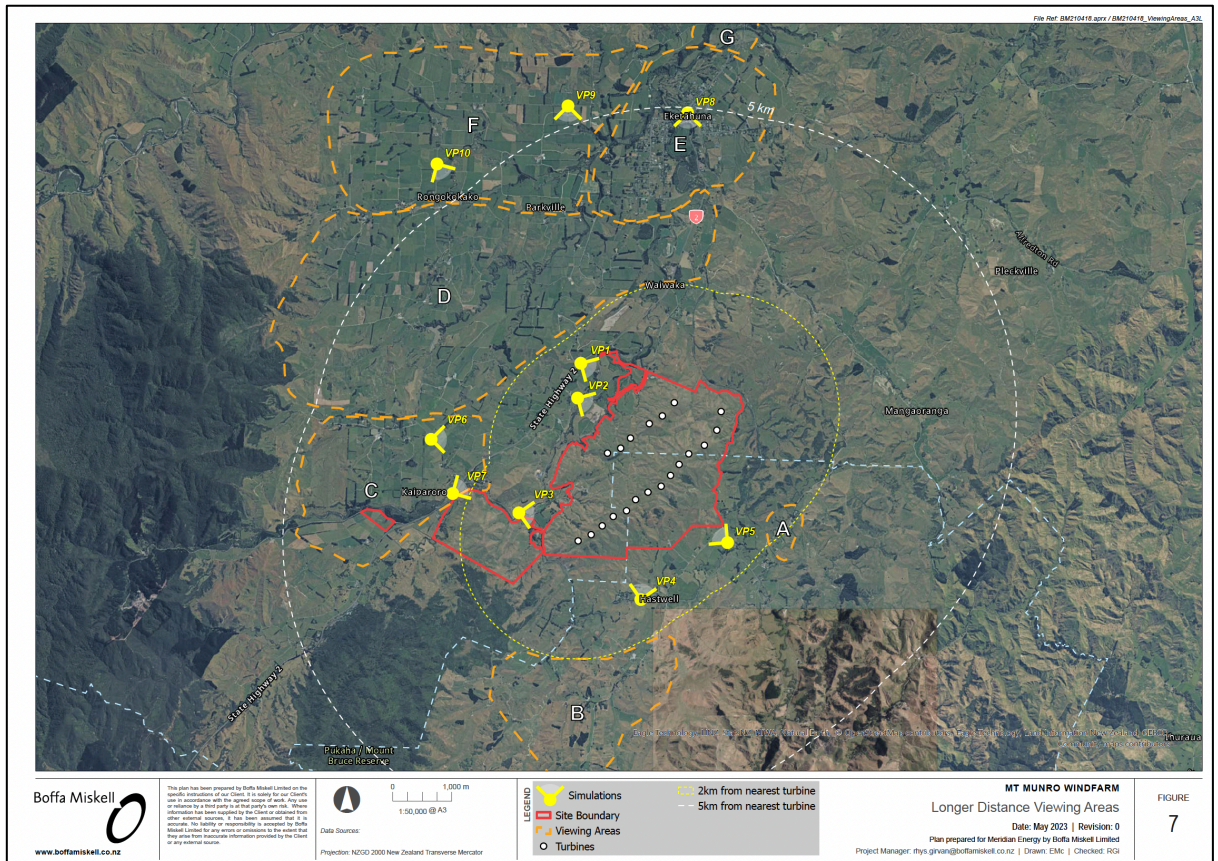 File Ref: BM210418.aprx / BM210418_ViewingAreas_A3L
G
VP9
VP8
5 km
Eketahuna
F
E
VP10
Rongokokako
Parkville
2
Alfredton Rd
Pleckville
D
Waiwaka
VP1
State Highway 2
VP2
Mangaoranga
VP6
C
Kaiparoro
VP7
VP3
A
VP5
VP4
Hastwell
State Highway 2
B
Pukaha / Mount
Bruce Reserve
Boffa Miskell
www.boffamiskell.co.nz
This plan has been prepared by Boffa Miskell Limited on the
specific instructions of our Client. It is solely for our Client's
use in accordance with the agreed scope of work. Any use
or reliance by a third party is at that party's own risk. Where
information has been supplied by the Client or obtained from
other external sources, it has been assumed that it is
accurate. No liability or responsibility is accepted by Boffa
Miskell Limited for any errors or omissions to the extent that
they arise from inaccurate information provided by the Client
or any external source.
0 1,000 m
1:50,000 @ A3
Data Sources:
Projection: NZGD 2000 New Zealand Transverse Mercator
LEGEND
Simulations
Site Boundary
Viewing Areas
Turbines
2km from nearest turbine
5km from nearest turbine
MT MUNRO WINDFARM
Longer Distance Viewing Areas
Date: May 2023 | Revision: 0
Plan prepared for Meridian Energy by Boffa Miskell Limited
Project Manager: rhys.girvan@boffamiskell.co.nz | Drawn: EMc | Checked: RGi
FIGURE
7